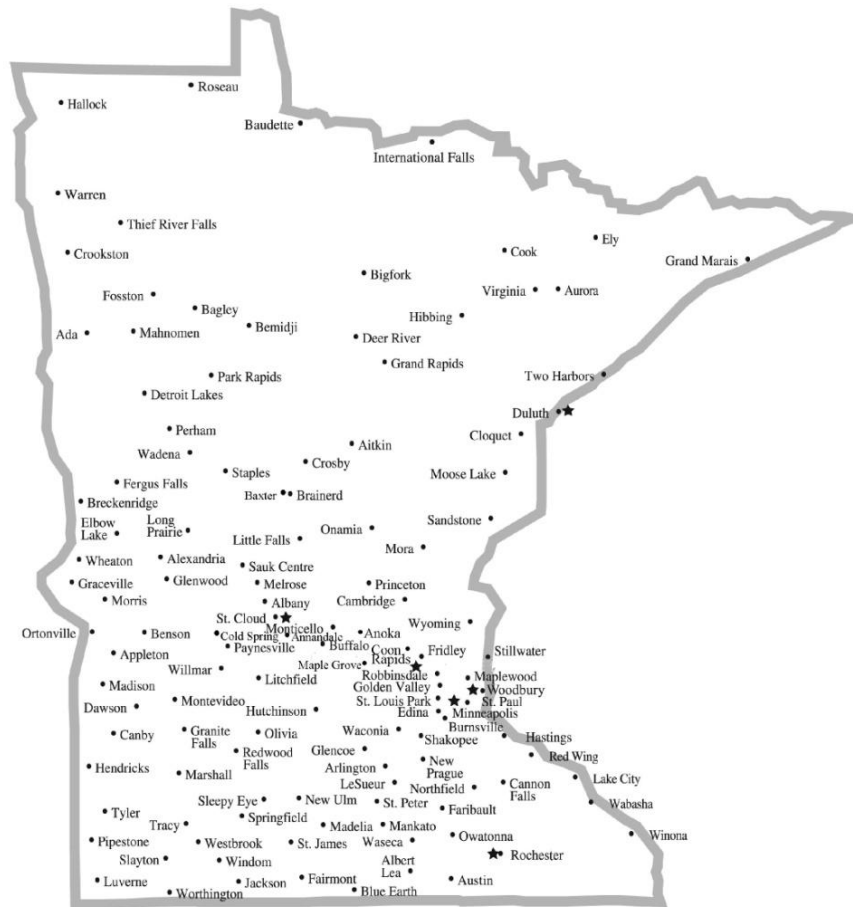 Roseau
Hallock
Baudette
International Falls
Warren
Thief River Falls
Ely
Cook
Crookston
Grand Marais
Bigfork
Virginia
Aurora
Fosston
Bagley
Hibbing
Bemidji
Ada
Mahnomen
Deer River
Grand Rapids
Park Rapids
Two Harbors
Detroit Lakes
Duluth
Perham
Cloquet
Aitkin
Wadena
Crosby
Staples
Moose Lake
Fergus Falls
Baxter
Brainerd
Breckenridge
Elbow
Lake
Long
Prairie
Sandstone
Onamia
Little Falls
Mora
Wheaton
Alexandria
Sauk Centre
Graceville
Glenwood
Melrose
Princeton
Morris
Albany
Cambridge
St. Cloud
Wyoming
Monticello
Ortonville
Benson
Cold Spring
Annandale
Anoka
Paynesville
Buffalo
Coon
Rapids
Fridley
Stillwater
Appleton
Maple Grove
Willmar
Robbinsdale
Maplewood
Madison
Litchfield
Golden Valley
Woodbury
Montevideo
St. Louis Park
St. Paul
Dawson
Hutchinson
Edina
Minneapolis
Burnsville
Canby
Granite
Falls
Olivia
Waconia
Shakopee
Hastings
Redwood
Falls
Glencoe
Red Wing
Hendricks
Marshall
Arlington
New
Prague
Lake City
LeSueur
Northfield
Cannon
Falls
Sleepy Eye
New Ulm
St. Peter
Wabasha
Tyler
Springfield
Faribault
Tracy
Madelia
Mankato
Owatonna
Winona
Pipestone
Westbrook
St. James
Waseca
Slayton
Windom
Albert
Lea
Rochester
Luverne
Jackson
Fairmont
Austin
Worthington
Blue Earth